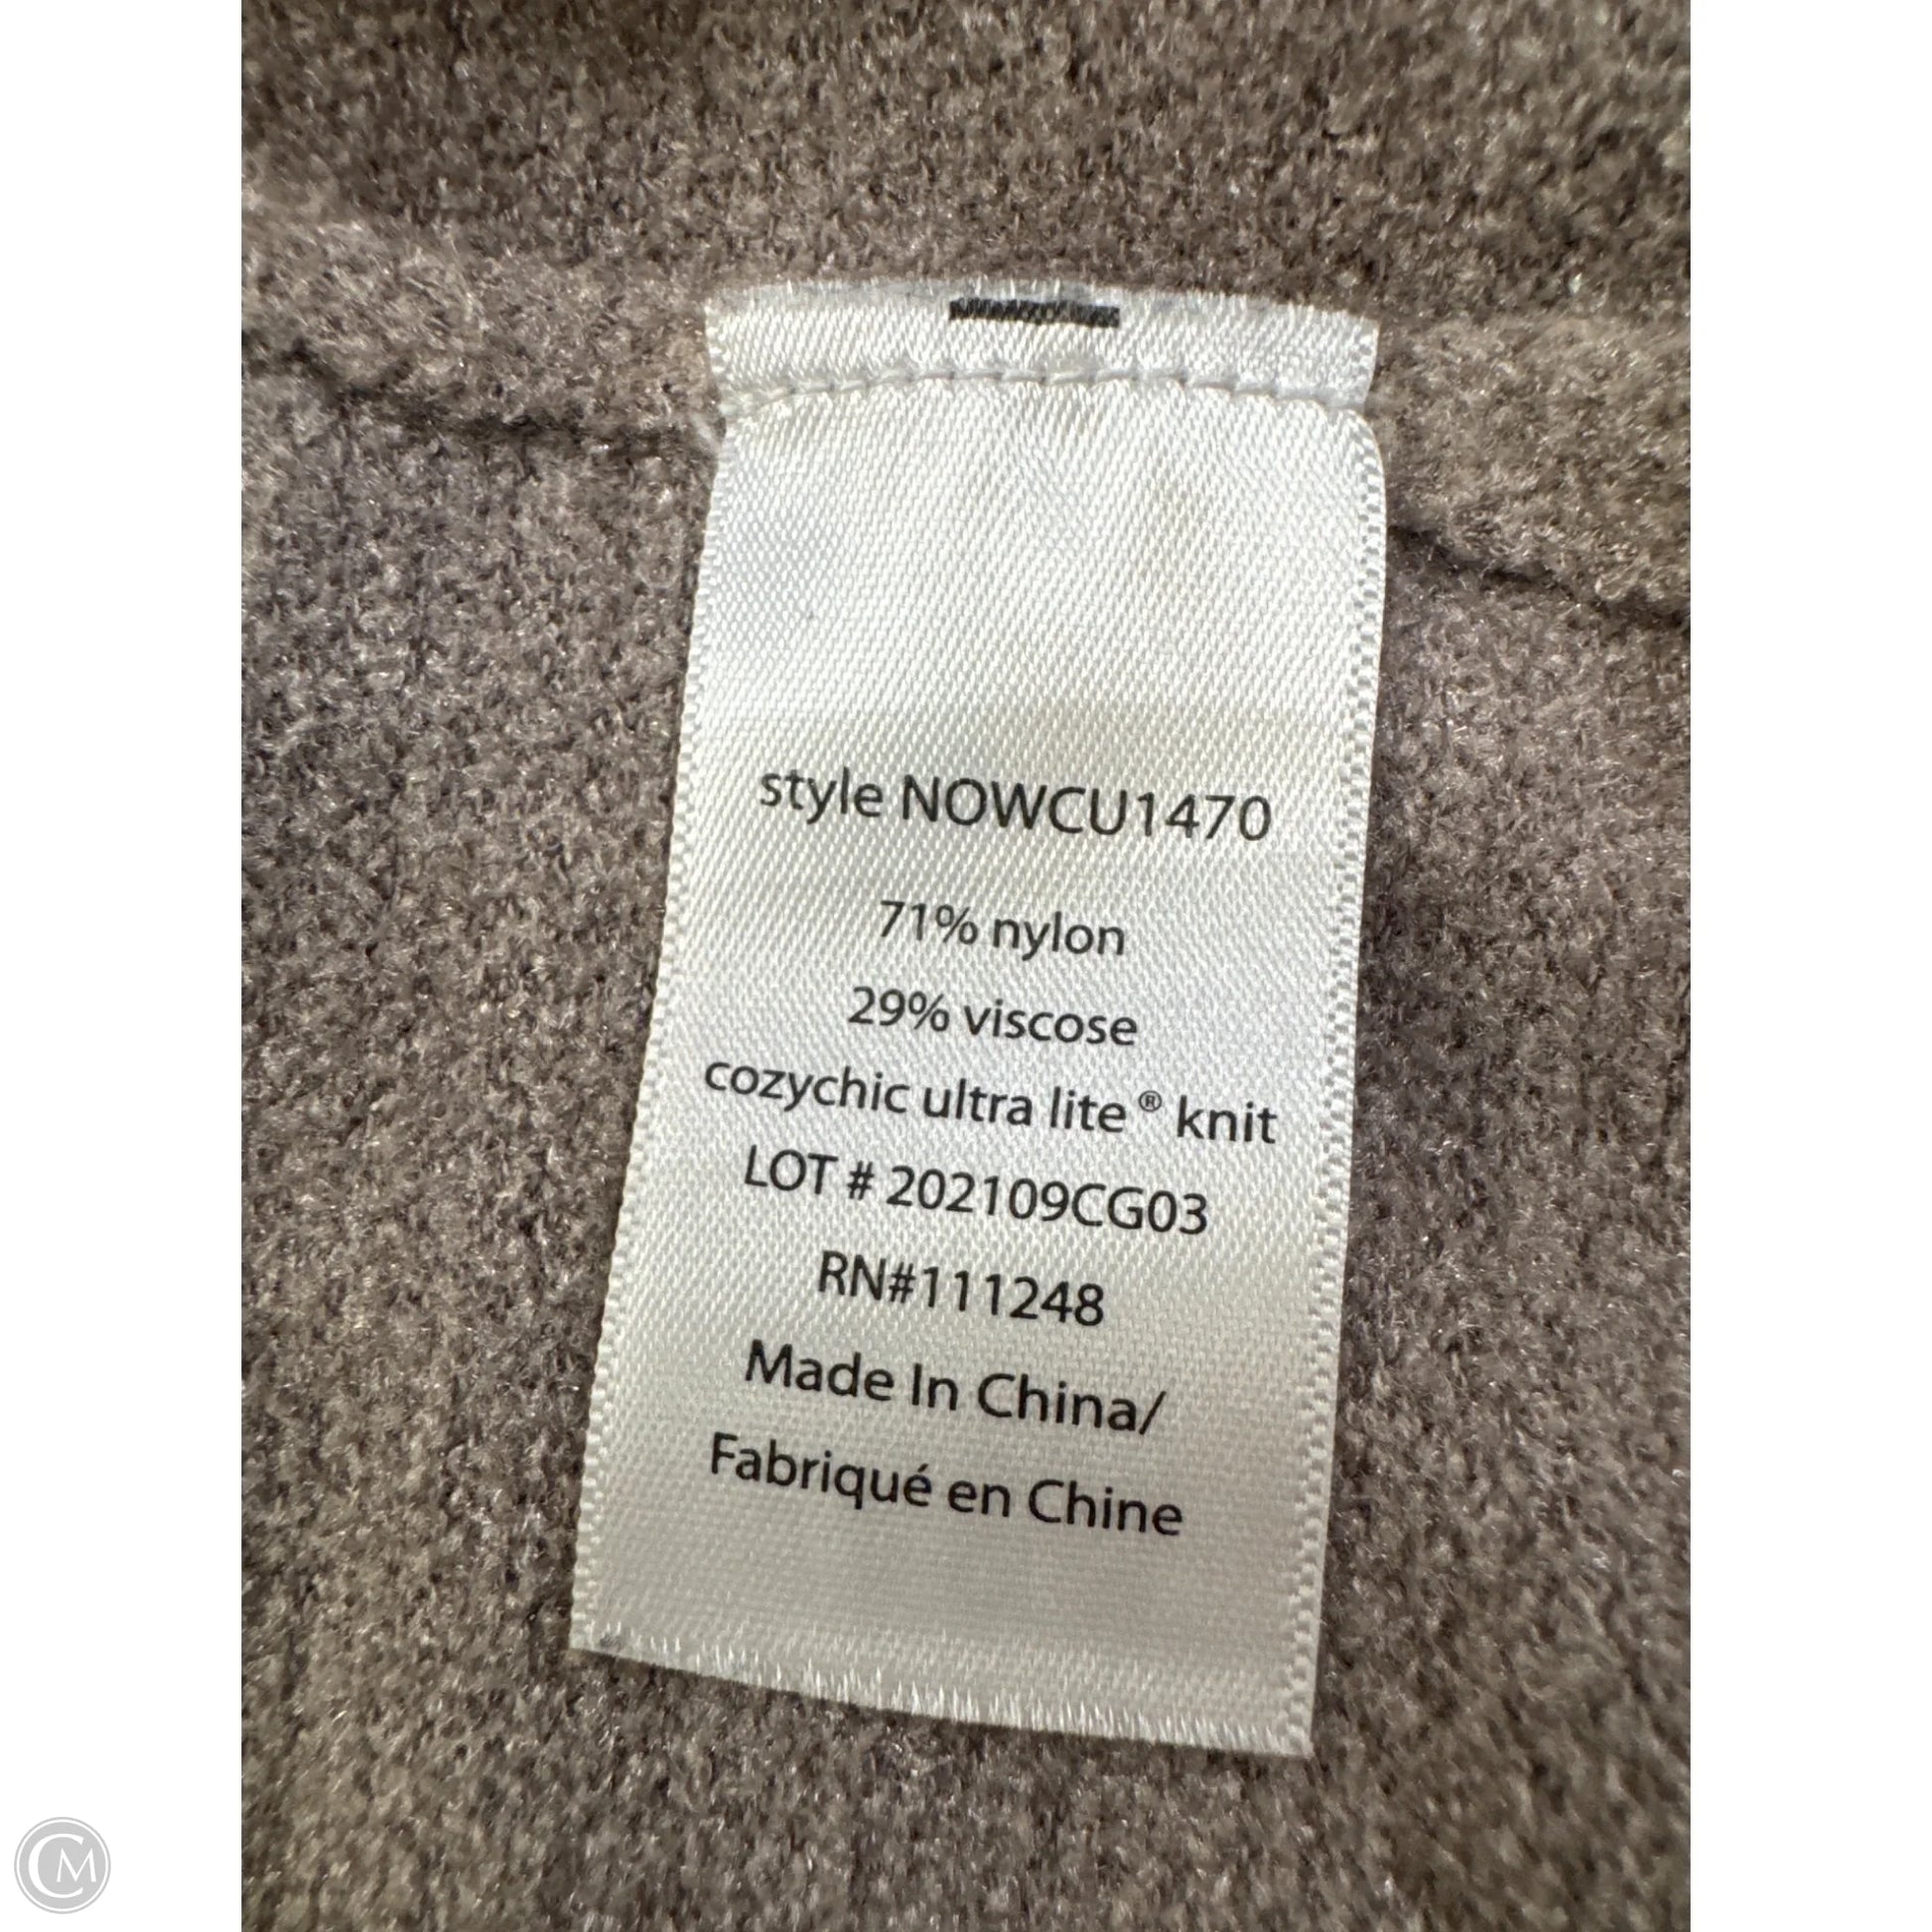 style NOWCU1470
71% nylon
29% viscose
cozychic ultra lite® knit
LOT # 202109CG03
RN#111248
Made In China/
Fabriqué en Chine
CM